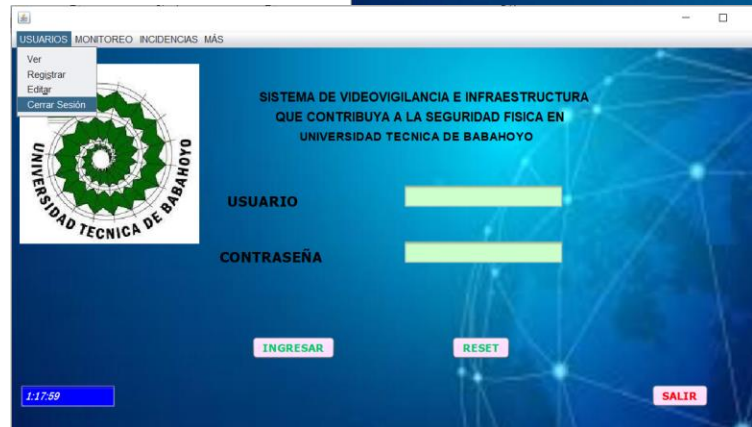 USUARIOS MONITOREO INCIDENCIAS MÁS
Ver
Registrar
Editar
Cerrar Sesión
UNIVERSIDAD TECNICA DE BABAHOYO
SISTEMA DE VIDEOVIGILANCIA E INFRAESTRUCTURA
QUE CONTRIBUYA A LA SEGURIDAD FISICA EN
UNIVERSIDAD TECNICA DE BABAHOYO
USUARIO
CONTRASEÑA
INGRESAR RESET
1:17:59
SALIR